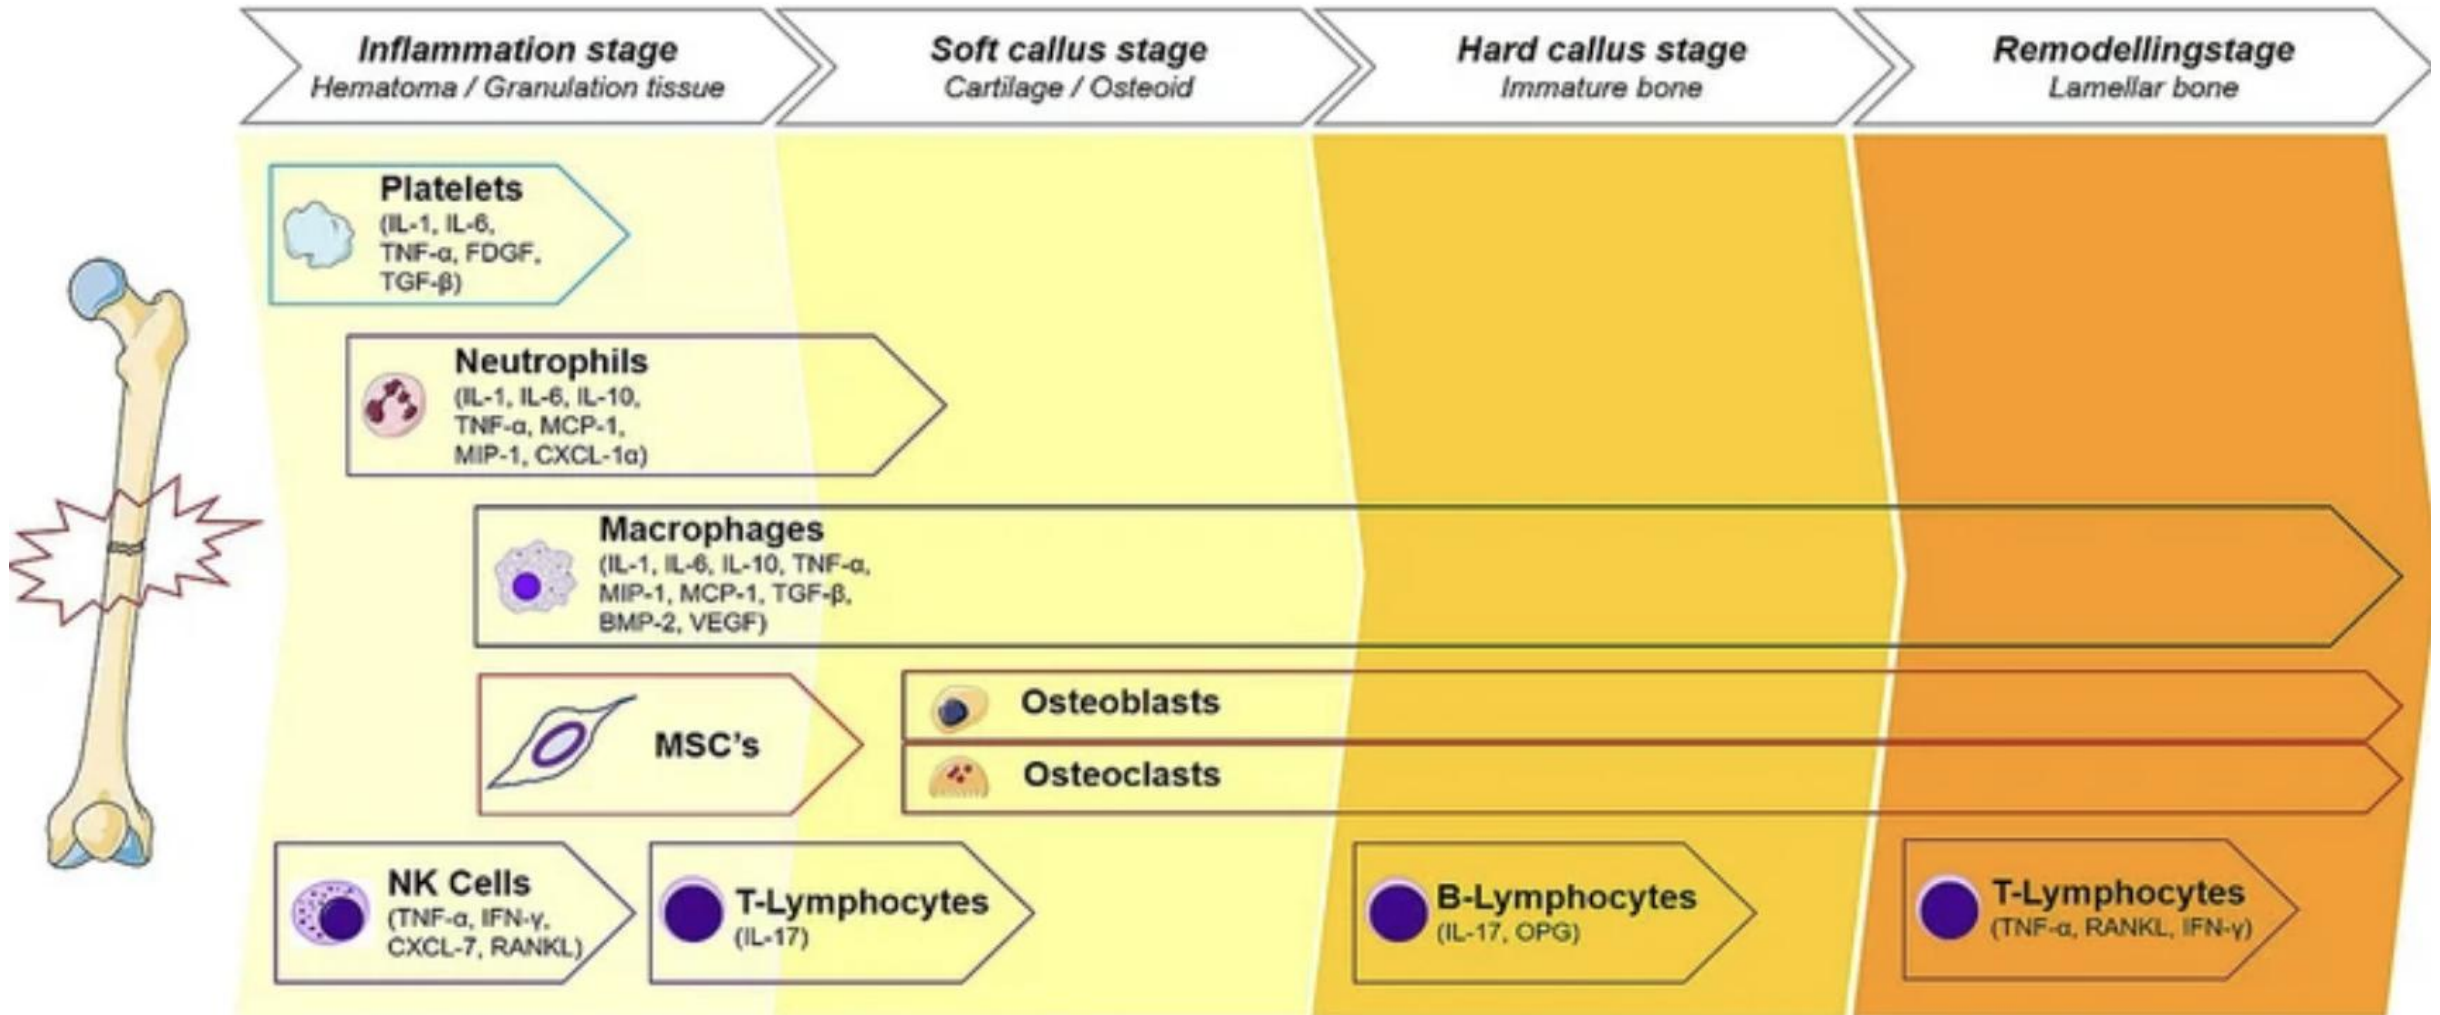 Inflammation stage
Hematoma / Granulation tissue
Soft callus stage
Cartilage / Osteoid
Hard callus stage
Immature bone
Remodellingstage
Lamellar bone
Platelets
(IL-1, IL-6,
TNF-α, FDGF,
TGF-β)
Neutrophils
(IL-1, IL-6, IL-10,
TNF-α, MCP-1,
MIP-1, CXCL-1α)
Macrophages
(IL-1, IL-6, IL-10, TNF-α,
MIP-1, MCP-1, TGF-β,
BMP-2, VEGF)
MSC's
Osteoblasts
Osteoclasts
NK Cells
(TNF-α, IFN-γ,
CXCL-7, RANKL)
T-Lymphocytes
(IL-17)
B-Lymphocytes
(IL-17, OPG)
T-Lymphocytes
(TNF-α, RANKL, IFN-γ)